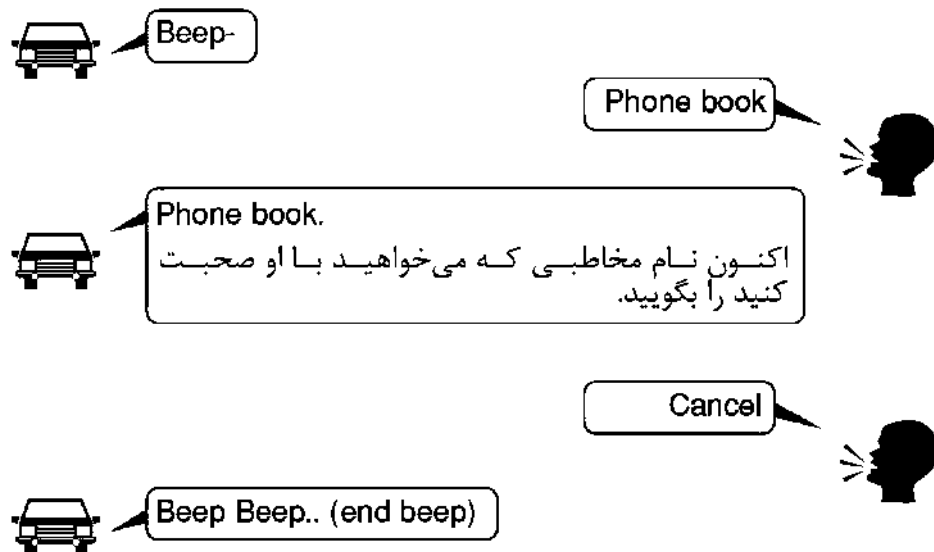 Beep-
Phone book
Phone book.
اکنون نام مخاطبی که می‌خواهید با او صحبت
کنید را بگویید.
Cancel
Beep Beep.. (end beep)